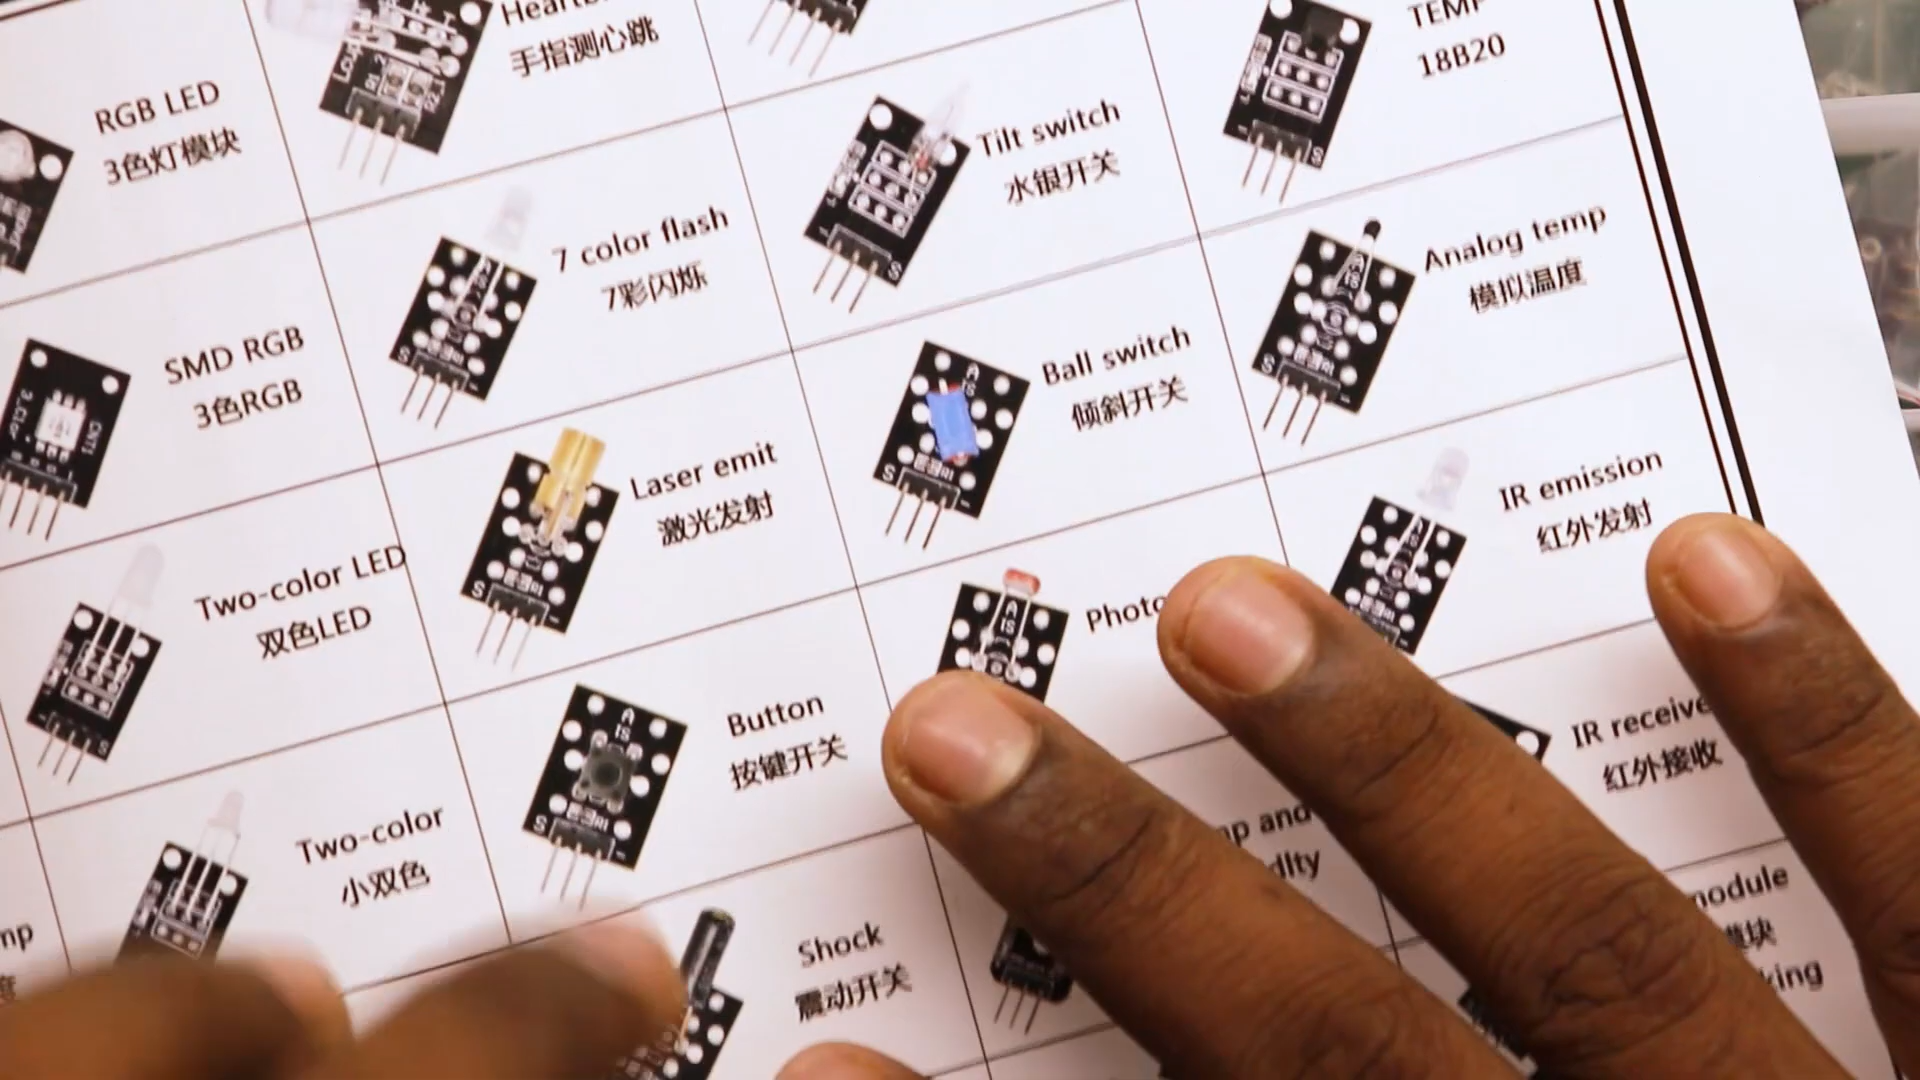 RGB LED
3色灯模块
手指测心跳
18B20
Tilt switch
水银开关
7 color flash
7彩闪烁
Analog temp
模拟温度
SMD RGB
3色RGB
Ball switch
倾斜开关
Laser emit
激光发射
IR emission
红外发射
Two-color LED
双色LED
Button
按键开关
IR receive
红外接收
Two-color
小双色
and
Shock
震动开关